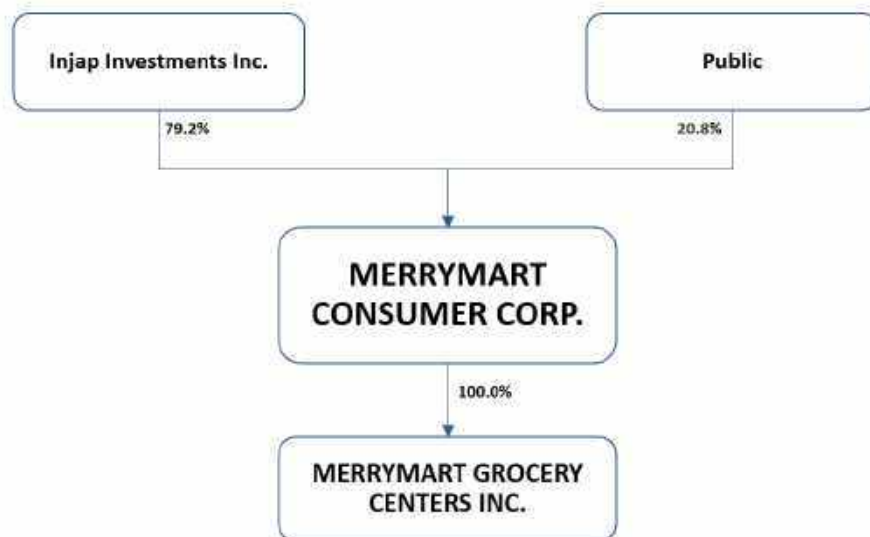 Injap Investments Inc.
Public
79.2%
20.8%
MERRYMART
CONSUMER CORP.
100.0%
MERRYMART GROCERY
CENTERS INC.